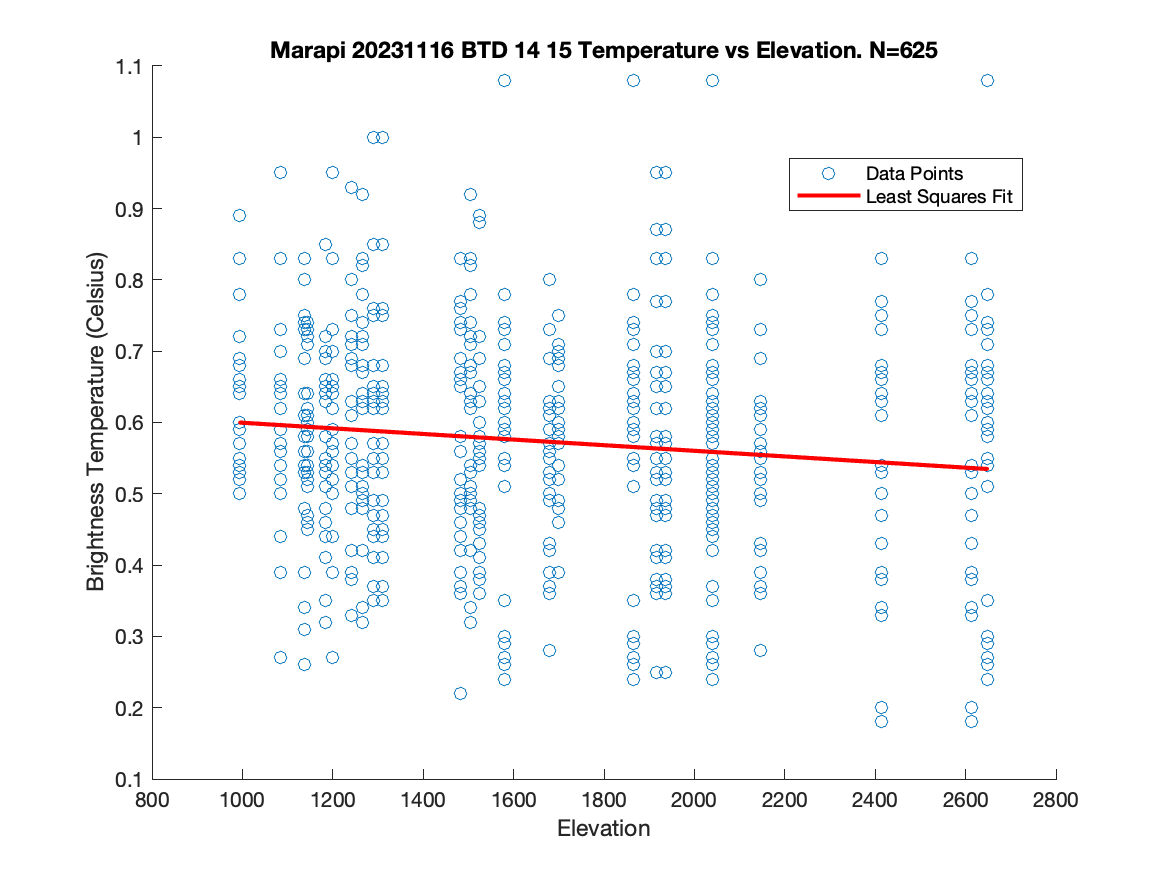 Marapi 20231116 BTD 14 15 Temperature vs Elevation. N=625
1.1
1
0.9
0.8
0.7
0.6
0.5
0.4
0.3
0.2
0.1
Brightness Temperature (Celsius)
Data Points
Least Squares Fit
800 1000 1200 1400 1600 1800 2000 2200 2400 2600 2800
Elevation